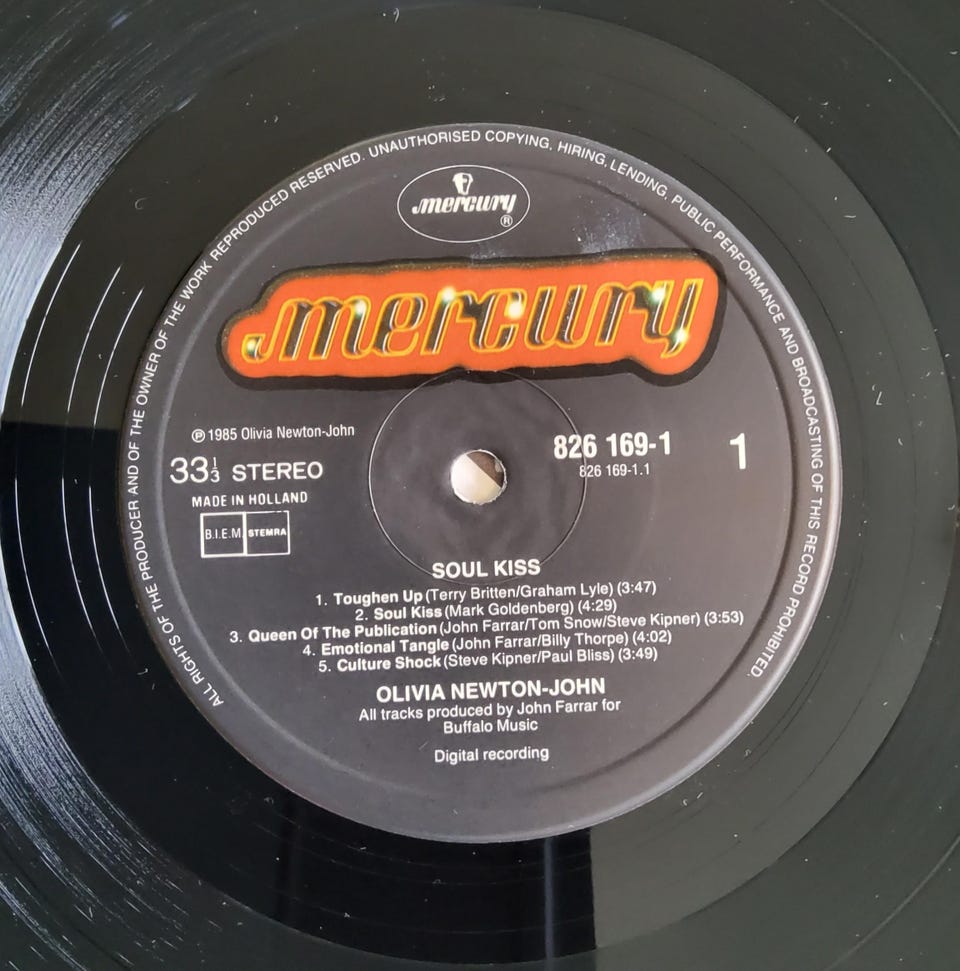 ALL RIGHTS OF THE PRODUCER AND OF THE OWNER OF THE WORK REPRODUCED RESERVED. UNAUTHORISED COPYING, HIRING, LENDING, PUBLIC PERFORMANCE AND BROADCASTING OF THIS RECORD PROHIBITED.
mercury
®
mercury
℗ 1985 Olivia Newton-John
33⅓ STEREO
MADE IN HOLLAND
B.I.E.M. STEMRA
826 169-1
826 169-1.1
1
SOUL KISS
1. Toughen Up (Terry Britten/Graham Lyle) (3:47)
2. Soul Kiss (Mark Goldenberg) (4:29)
3. Queen Of The Publication (John Farrar/Tom Snow/Steve Kipner) (3:53)
4. Emotional Tangle (John Farrar/Billy Thorpe) (4:02)
5. Culture Shock (Steve Kipner/Paul Bliss) (3:49)
OLIVIA NEWTON-JOHN
All tracks produced by John Farrar for
Buffalo Music
Digital recording